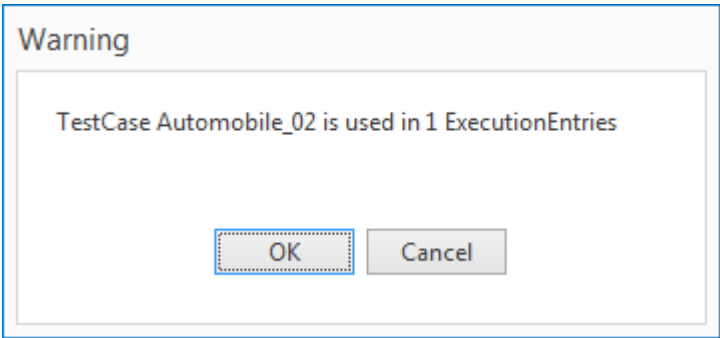 Warning
TestCase Automobile_02 is used in 1 ExecutionEntries
OK
Cancel